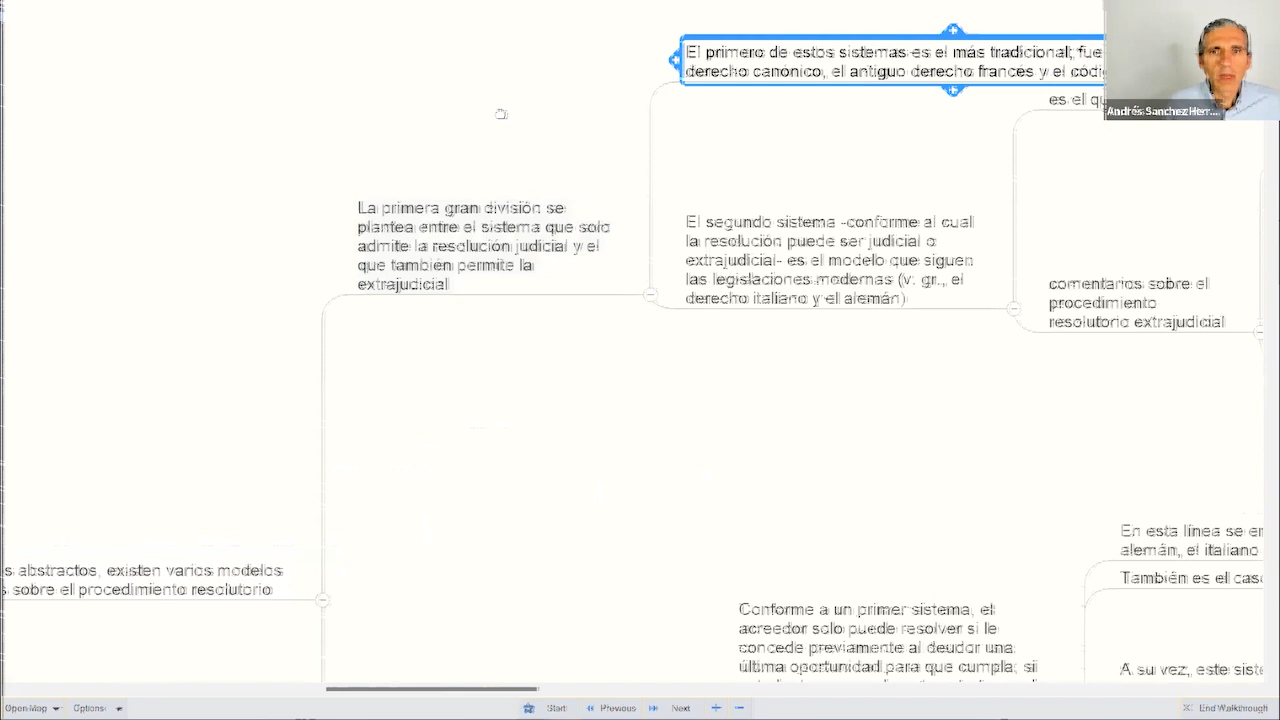 El primero de estos sistemas es el más tradicional; fue
derecho canónico, el antiguo derecho francés y el códi
es el qu
Andrés Sanchez Her...
La primera gran división se
plantea entre el sistema que solo
admite la resolución judicial y el
que también permite la
extrajudicial
El segundo sistema -conforme al cual
la resolución puede ser judicial o
extrajudicial- es el modelo que siguen
las legislaciones modernas (v. gr., el
derecho italiano y el alemán)
comentarios sobre el
procedimiento
resolutorio extrajudicial
s abstractos, existen varios modelos
s sobre el procedimiento resolutorio
En esta línea se en
alemán, el italiano
También es el caso
Conforme a un primer sistema, el
acreedor solo puede resolver si le
concede previamente al deudor una
última oportunidad para que cumpla; si
A su vez, este siste
Open Map Options Start Previous Next End Walkthrough